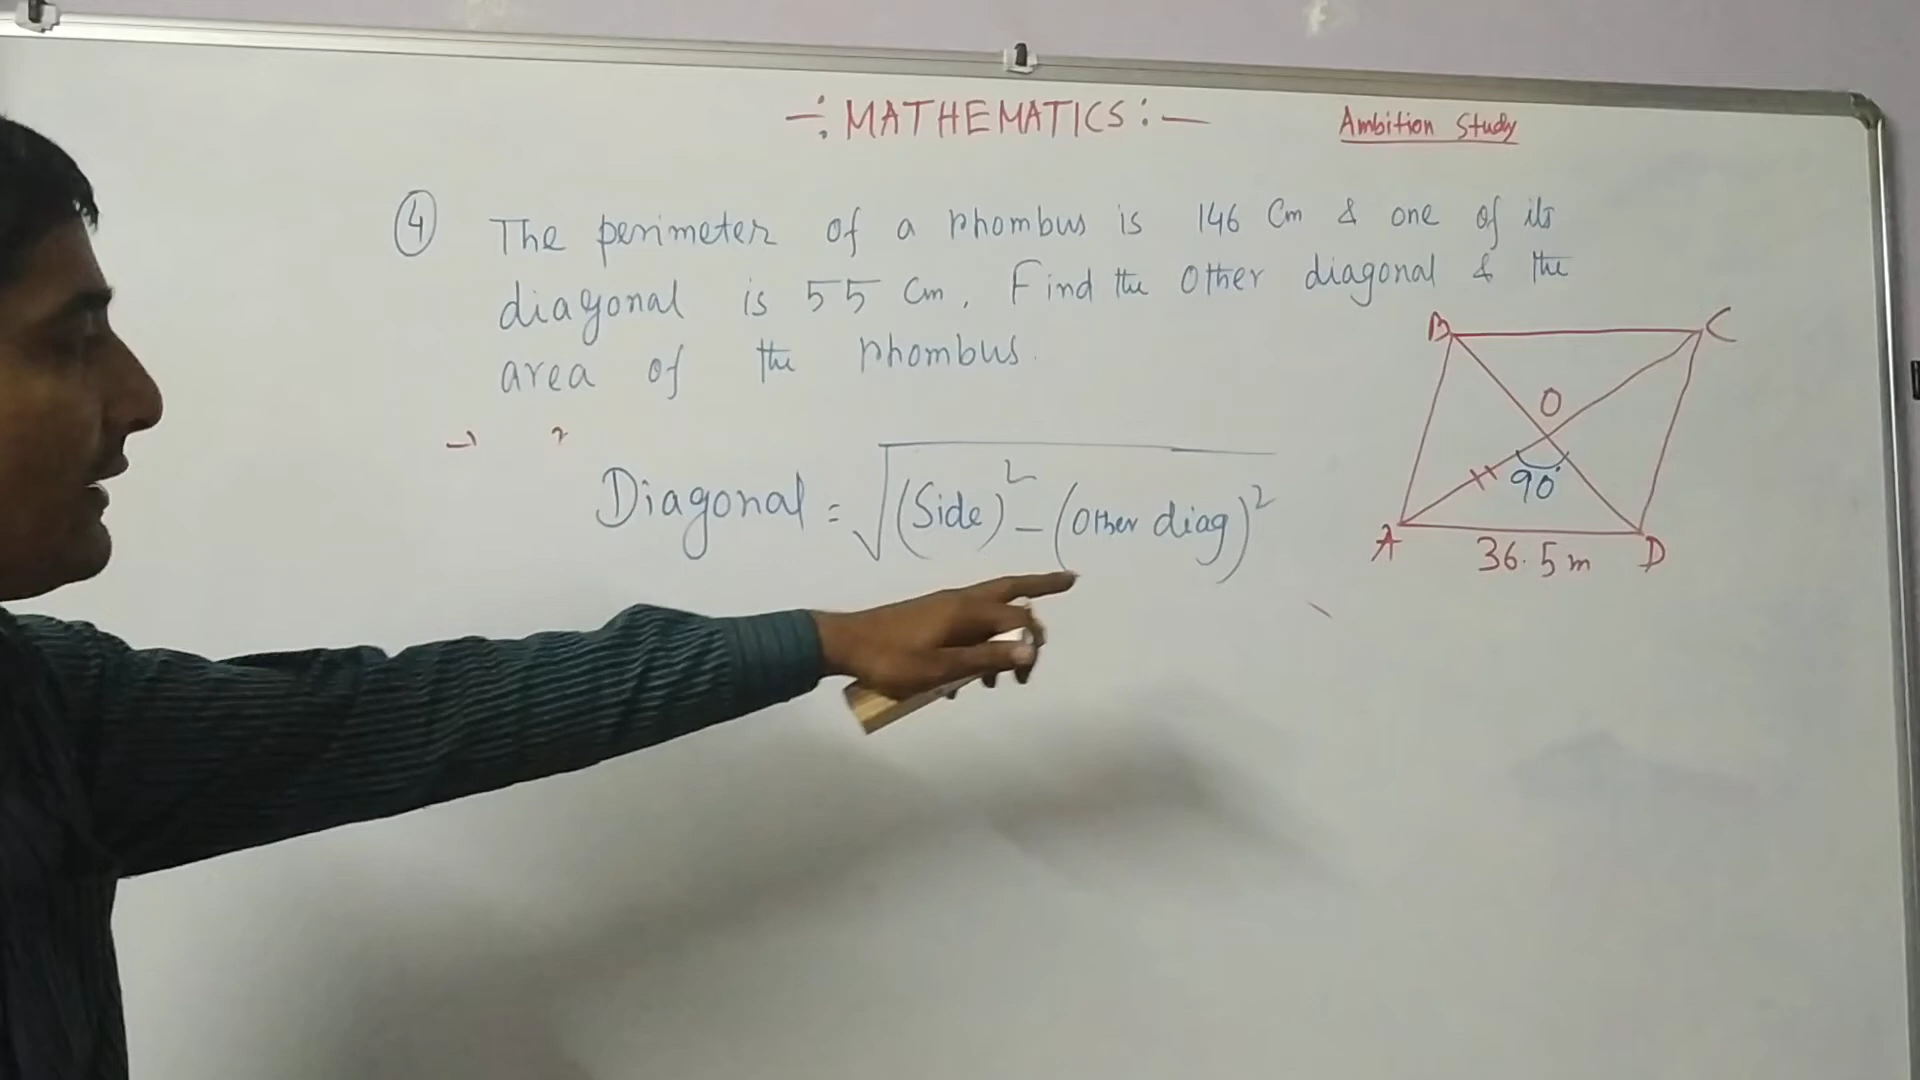 -: MATHEMATICS :-
Ambition Study
④ The perimeter of a rhombus is 146 Cm & one of its
diagonal is 55 Cm, Find the Other diagonal & the
area of the rhombus.
Diagonal = √(Side)² - (Other diag)²
B C
O
90°
A D
36.5m